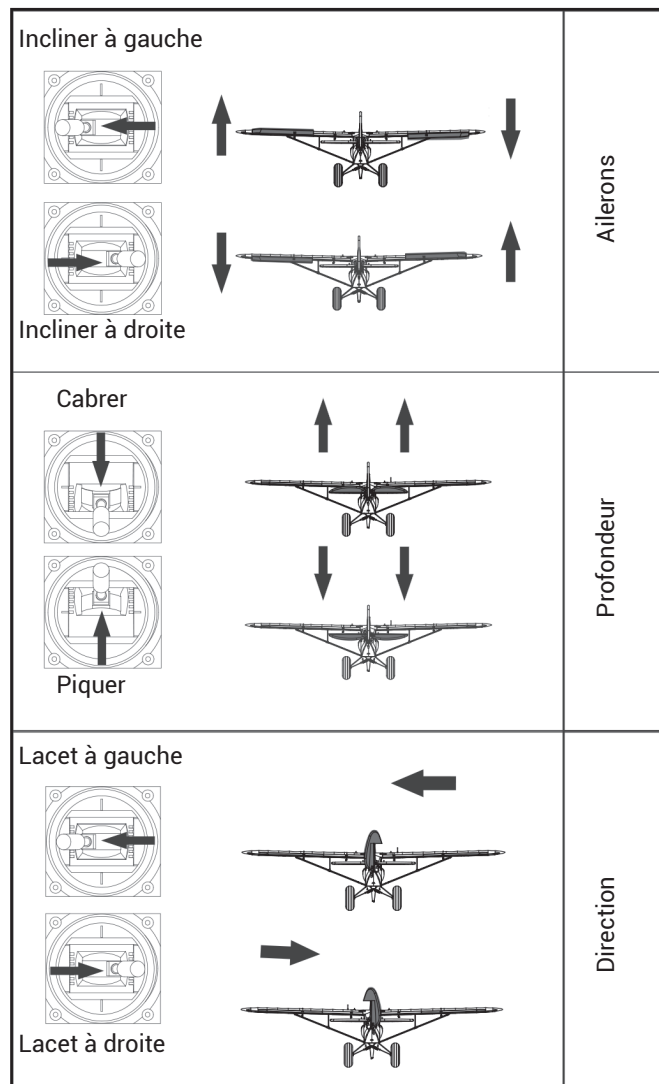 Incliner à gauche
Incliner à droite
Ailerons
Cabrer
Piquer
Profondeur
Lacet à gauche
Lacet à droite
Direction